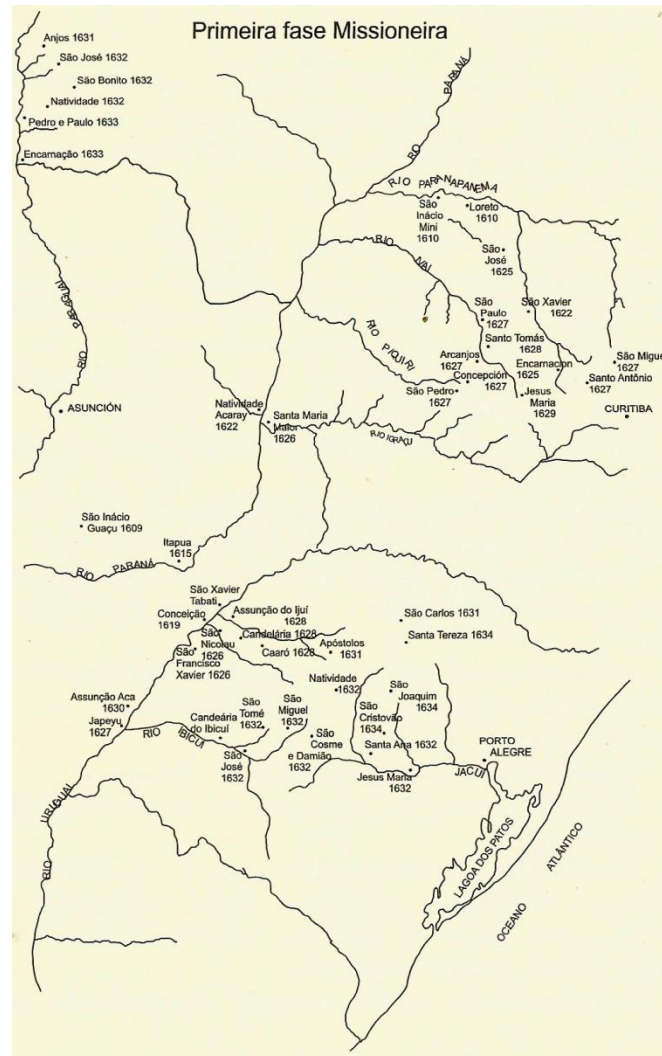 Primeira fase Missioneira
Anjos 1631
São José 1632
São Bonito 1632
Natividade 1632
Pedro e Paulo 1633
Encarnação 1633
RIO PARANÁ
RIO PARANAPANEMA
São
Inácio
Mini
1610
Loreto
1610
São
José
1625
RIO
IVAI
RIO PARAGUAI
São
Paulo
1627
São Xavier
1622
Santo Tomás
1628
RIO PIQUIRI
Arcanjos
1627
Encarnacion
1625
São Migue
1627
Concepción
1627
Santo Antônio
1627
São Pedro
1627
Jesus
Maria
1629
CURITIBA
ASUNCIÓN
Natividade
Acaray
1622
Santa Maria
Maior
1626
RIO IGRAÇU
São Inácio
Guaçu 1609
Itapua
1615
RIO PARANÁ
São Xavier
Tabati
Conceição
1619
Assunção do Ijuí
1628
São
Nicolau
1626
Candelária 1628
Caaró 1628
Apóstolos
1631
São Carlos 1631
Santa Tereza 1634
São
Francisco
Xavier 1626
Natividade
1632
São
Joaquim
1634
Assunção Aca
1630
Japeyu
1627
RIO IBICUI
Candeária
do Ibicuí
São
Tomé
1632
São
Miguel
1632
São
Cristovão
1634
São
José
1632
São
Cosme
e Damião
1632
Santa Ana 1632
Jesus Maria
1632
PORTO
ALEGRE
JACUÍ
RIO URUGUAI
LAGOA DOS PATOS
OCEANO ATLÂNTICO